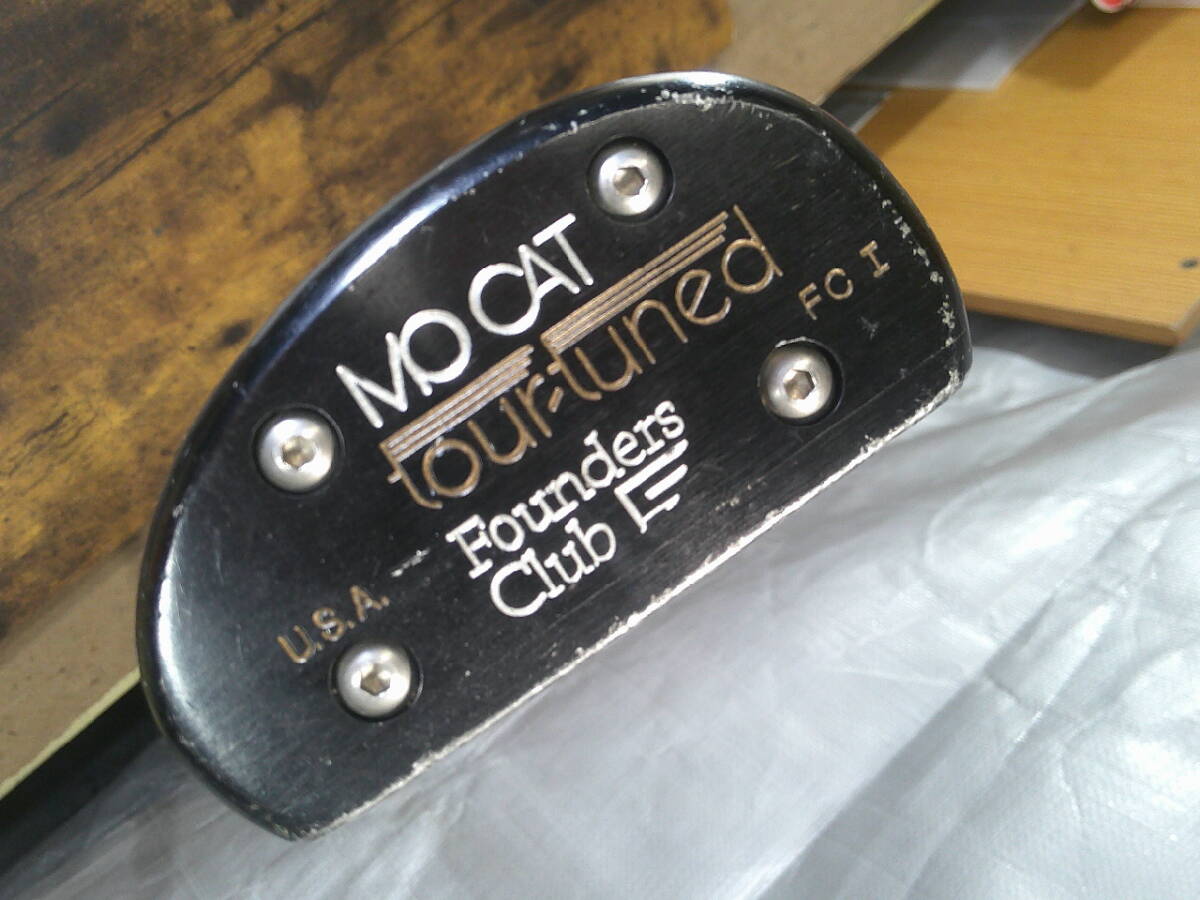 MO CAT
tour-tuned
FC I
Founders
Club
U.S.A.